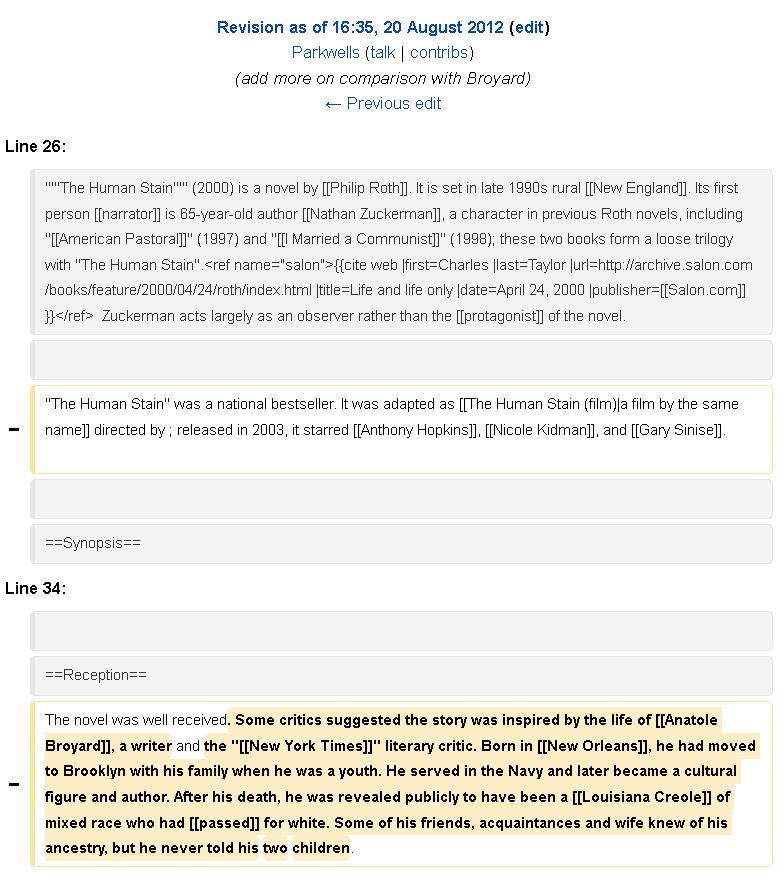 Revision as of 16:35, 20 August 2012 (edit)
Parkwells (talk | contribs)
(add more on comparison with Broyard)
← Previous edit
Line 26:
"""The Human Stain""" (2000) is a novel by [[Philip Roth]]. It is set in late 1990s rural [[New England]]. Its first
person [[narrator]] is 65-year-old author [[Nathan Zuckerman]], a character in previous Roth novels, including
"[[American Pastoral]]" (1997) and "[[I Married a Communist]]" (1998); these two books form a loose trilogy
with "The Human Stain".<ref name="salon">{{cite web |first=Charles |last=Taylor |url=http://archive.salon.com
/books/feature/2000/04/24/roth/index.html |title=Life and life only |date=April 24, 2000 |publisher=[[Salon.com]]
}}</ref>  Zuckerman acts largely as an observer rather than the [[protagonist]] of the novel.
− "The Human Stain" was a national bestseller. It was adapted as [[The Human Stain (film)|a film by the same
name]] directed by ; released in 2003, it starred [[Anthony Hopkins]], [[Nicole Kidman]], and [[Gary Sinise]].
==Synopsis==
Line 34:
==Reception==
− The novel was well received. Some critics suggested the story was inspired by the life of [[Anatole
Broyard]], a writer and the "[[New York Times]]" literary critic. Born in [[New Orleans]], he had moved
to Brooklyn with his family when he was a youth. He served in the Navy and later became a cultural
figure and author. After his death, he was revealed publicly to have been a [[Louisiana Creole]] of
mixed race who had [[passed]] for white. Some of his friends, acquaintances and wife knew of his
ancestry, but he never told his two children.